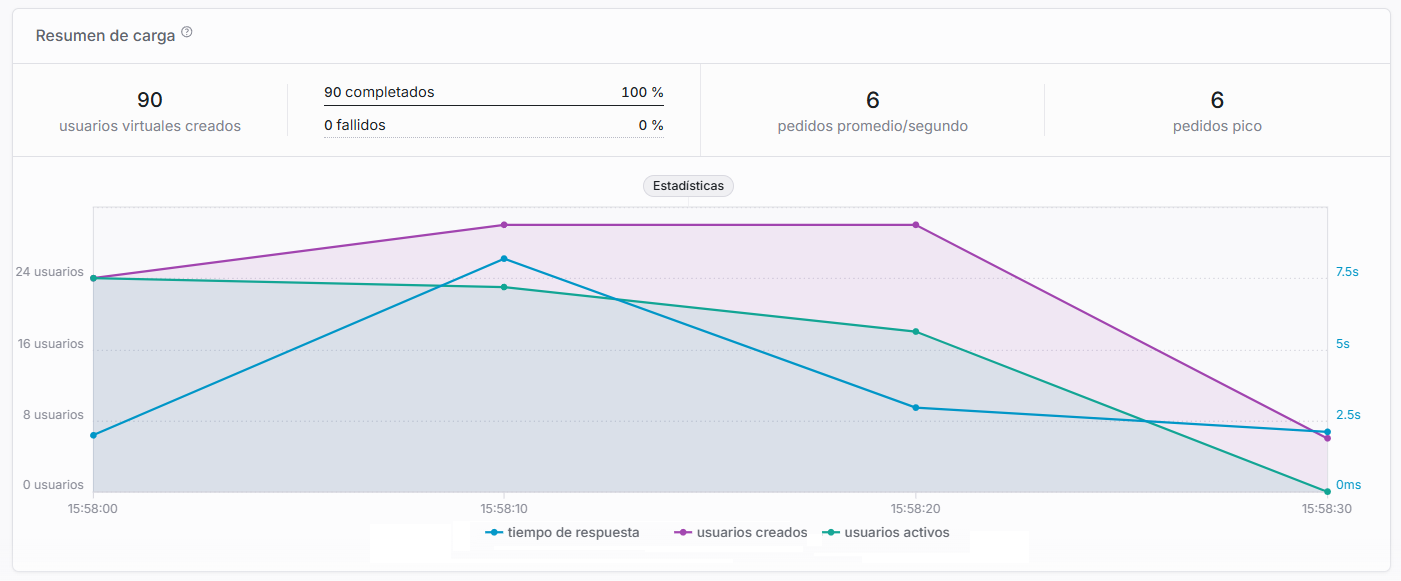 Resumen de carga ?
90
usuarios virtuales creados
90 completados 100 %
0 fallidos 0 %
6
pedidos promedio/segundo
6
pedidos pico
Estadísticas
24 usuarios 7.5s
16 usuarios 5s
8 usuarios 2.5s
0 usuarios 0ms
15:58:00 15:58:10 15:58:20 15:58:30
tiempo de respuesta usuarios creados usuarios activos